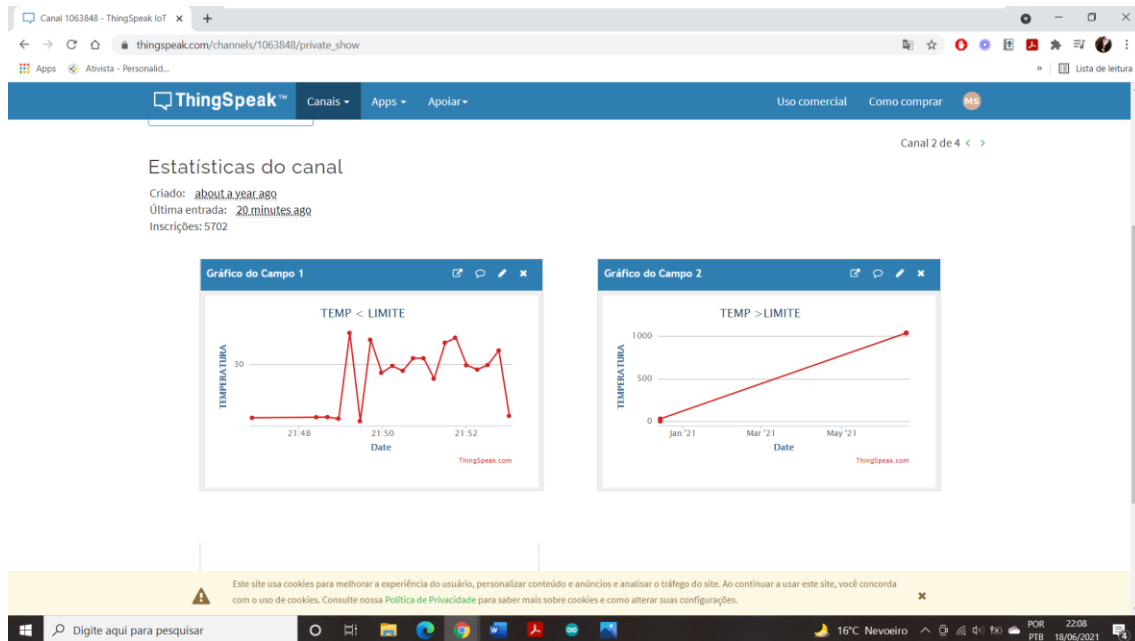 Canal 1063848 - ThingSpeak IoT
thingspeak.com/channels/1063848/private_show
Apps
Ativista - Personalid...
»
Lista de leitura
ThingSpeak™
Canais
Apps
Apoiar
Uso comercial
Como comprar
MS
Canal 2 de 4 < >
Estatísticas do canal
Criado: about a year ago
Última entrada: 20 minutes ago
Inscrições: 5702
Gráfico do Campo 1
TEMP < LIMITE
TEMPERATURA
30
21:48 21:50 21:52
Date
ThingSpeak.com
Gráfico do Campo 2
TEMP >LIMITE
TEMPERATURA
1000
500
0
Jan '21 Mar '21 May '21
Date
ThingSpeak.com
Este site usa cookies para melhorar a experiência do usuário, personalizar conteúdo e anúncios e analisar o tráfego do site. Ao continuar a usar este site, você concorda
com o uso de cookies. Consulte nossa Política de Privacidade para saber mais sobre cookies e como alterar suas configurações.
Digite aqui para pesquisar
16°C Nevoeiro
POR
PTB
22:08
18/06/2021